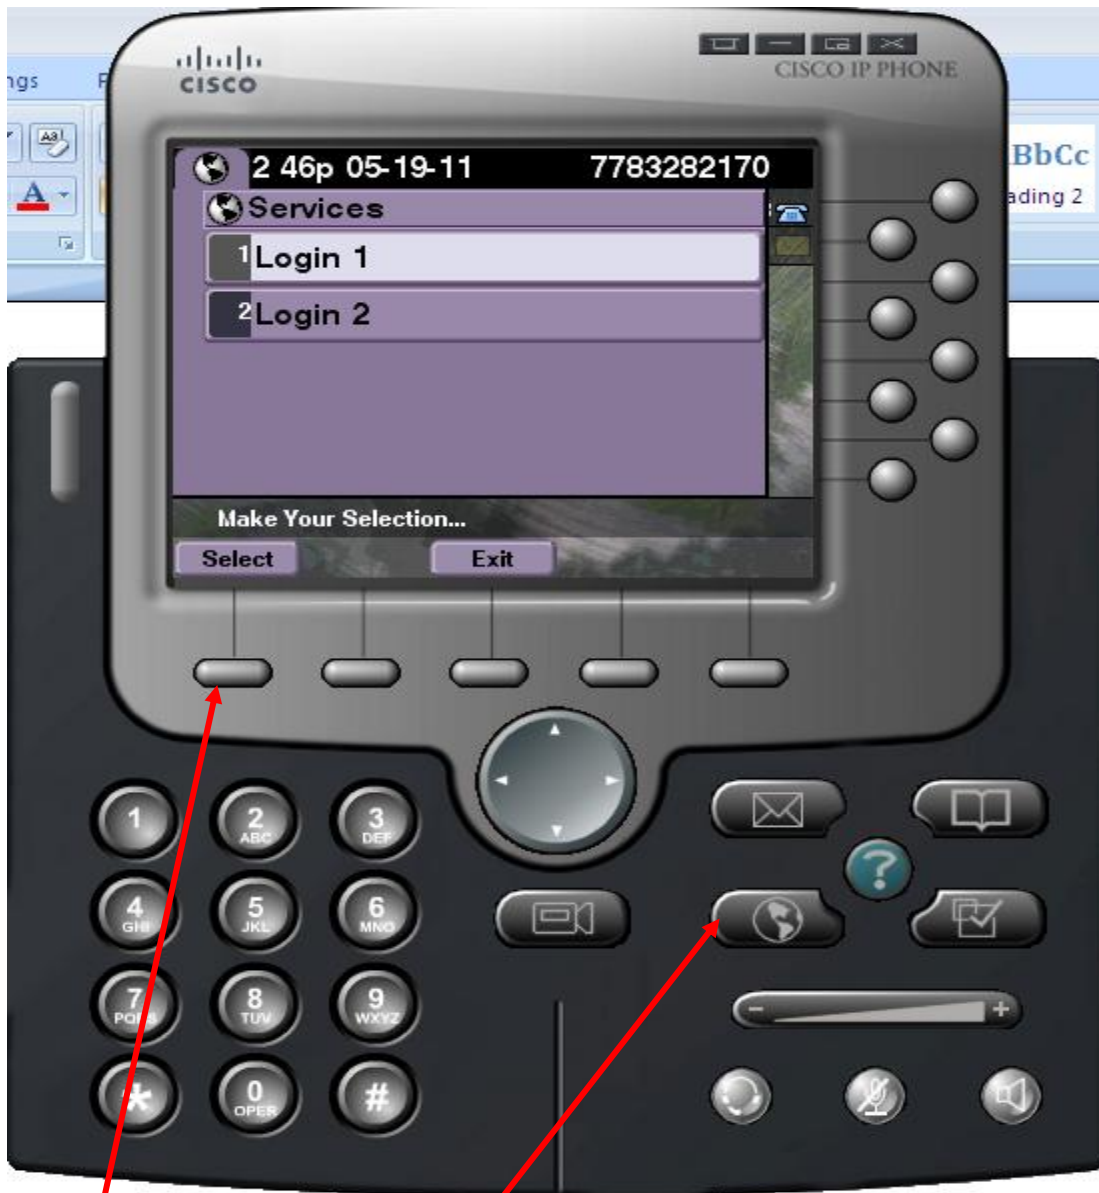 CISCO
CISCO IP PHONE
ngs
BbCc
ading 2
A
Aa
2 46p 05-19-11 7783282170
Services
1 Login 1
2 Login 2
Make Your Selection...
Select Exit
1 2 ABC 3 DEF
4 GHI 5 JKL 6 MNO
?
7 PQRS 8 TUV 9 WXYZ
- +
* 0 OPER #